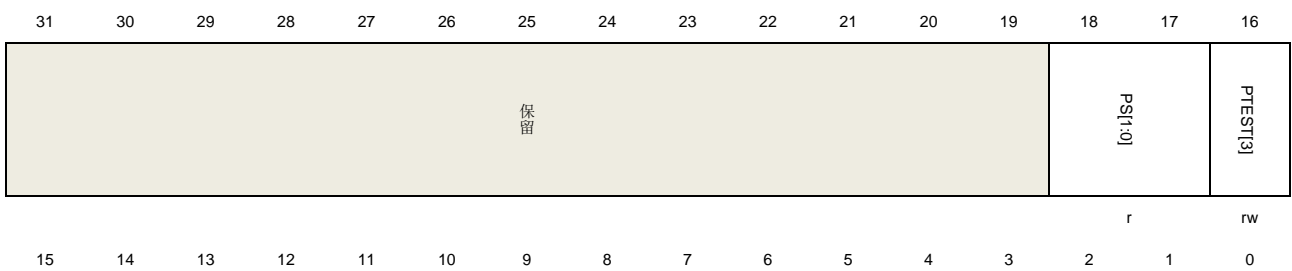 31 30 29 28 27 26 25 24 23 22 21 20 19 18 17 16
保留
PS[1:0]
PTEST[3]
r rw
15 14 13 12 11 10 9 8 7 6 5 4 3 2 1 0